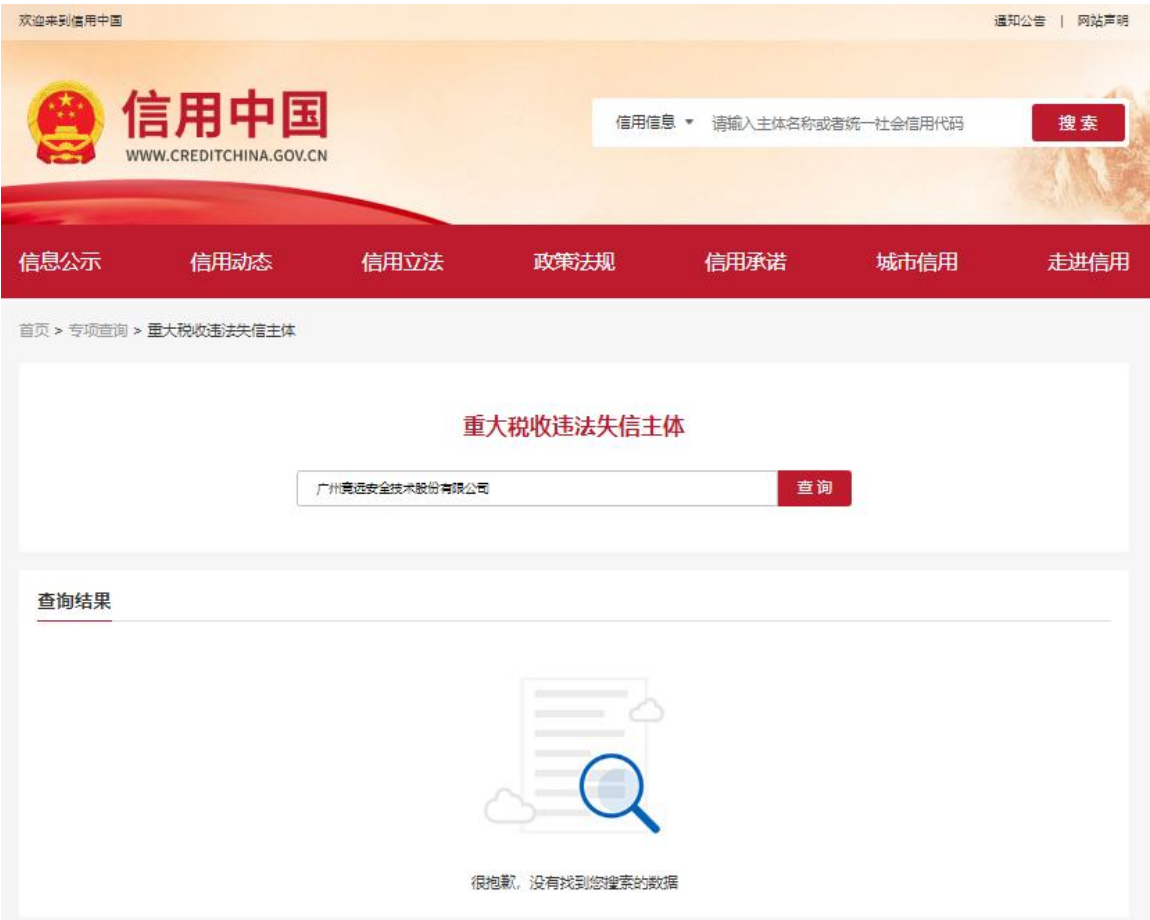 欢迎来到信用中国
通知公告 | 网站声明
信用中国
WWW.CREDITCHINA.GOV.CN
信用信息 请输入主体名称或者统一社会信用代码 搜索
信息公示 信用动态 信用立法 政策法规 信用承诺 城市信用 走进信用
首页 > 专项查询 > 重大税收违法失信主体
重大税收违法失信主体
广州竟远安全技术股份有限公司 查询
查询结果
很抱歉，没有找到您搜索的数据